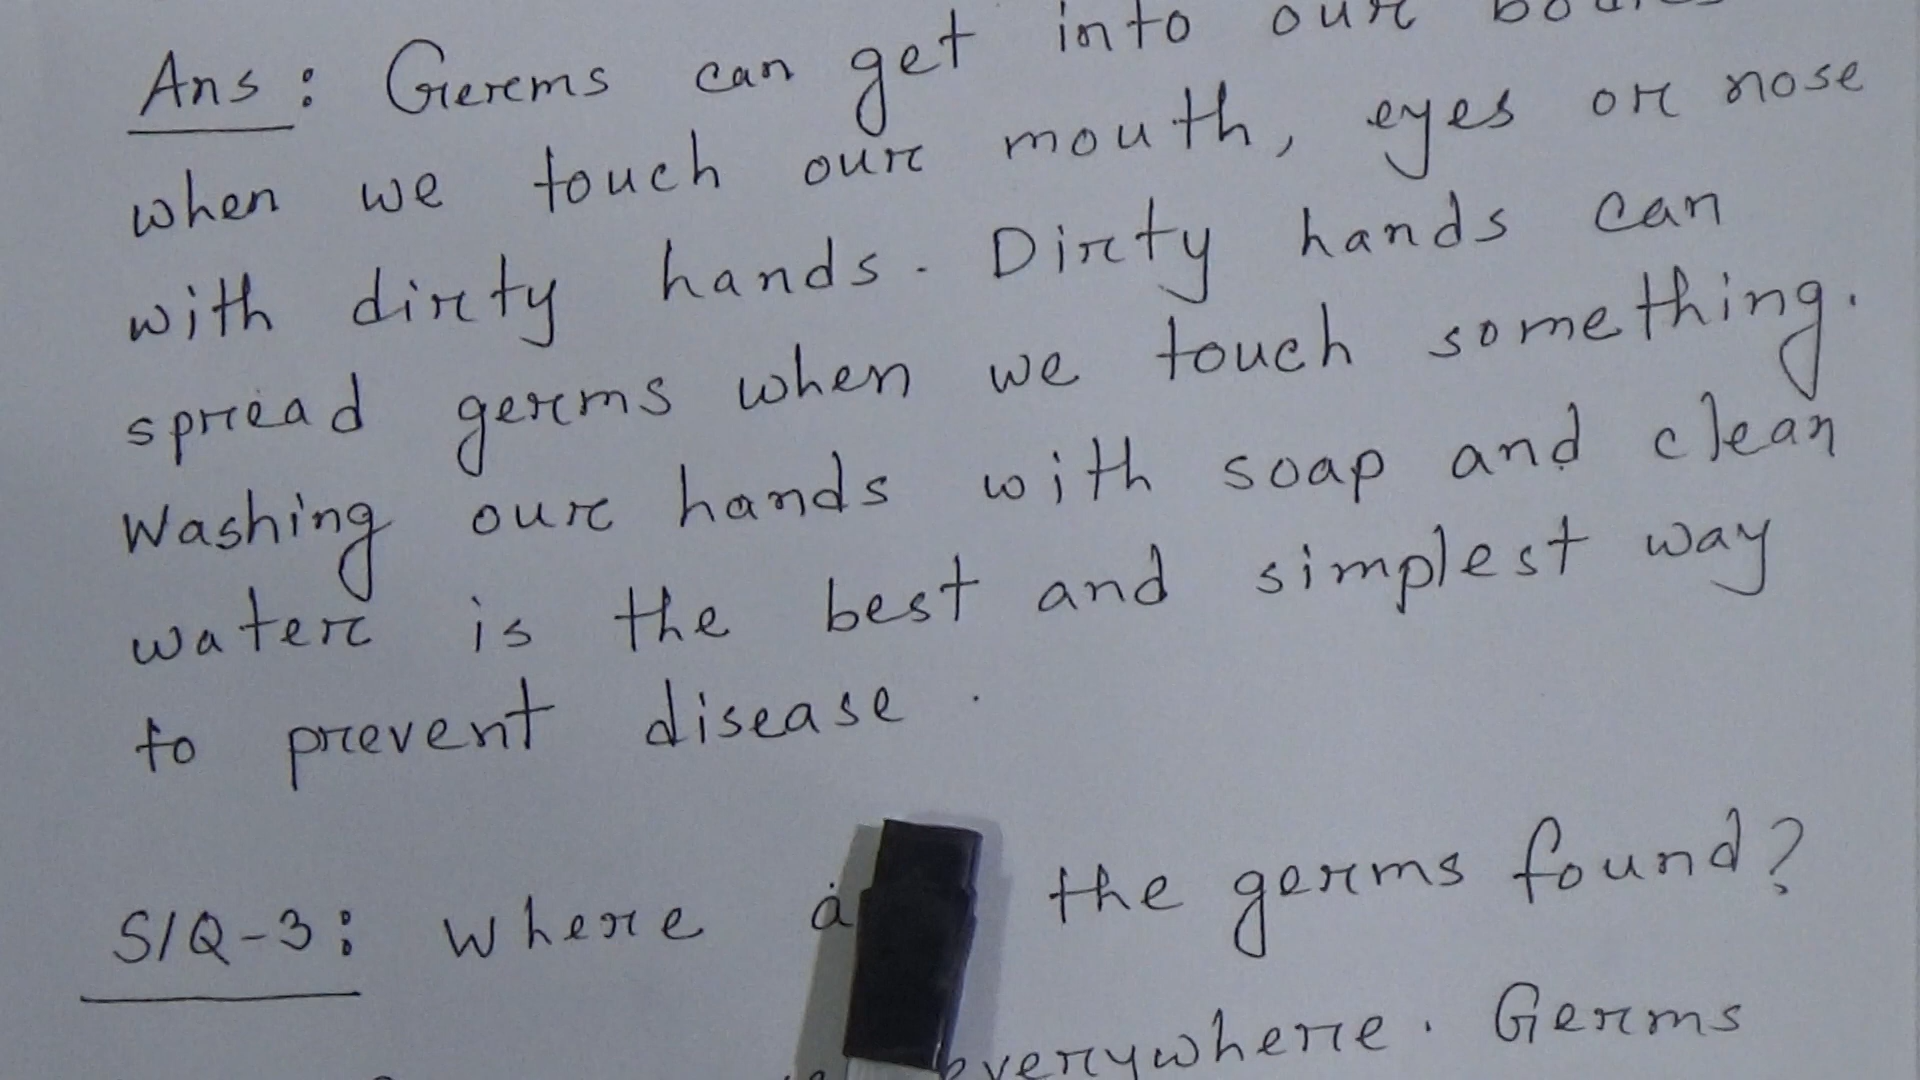 Ans: Germs can get into our
when we touch our mouth, eyes or nose
with dirty hands. Dirty hands can
spread germs when we touch something.
Washing our hands with soap and clean
water is the best and simplest way
to prevent disease.
S/Q-3: Where the germs found?
everywhere. Germs